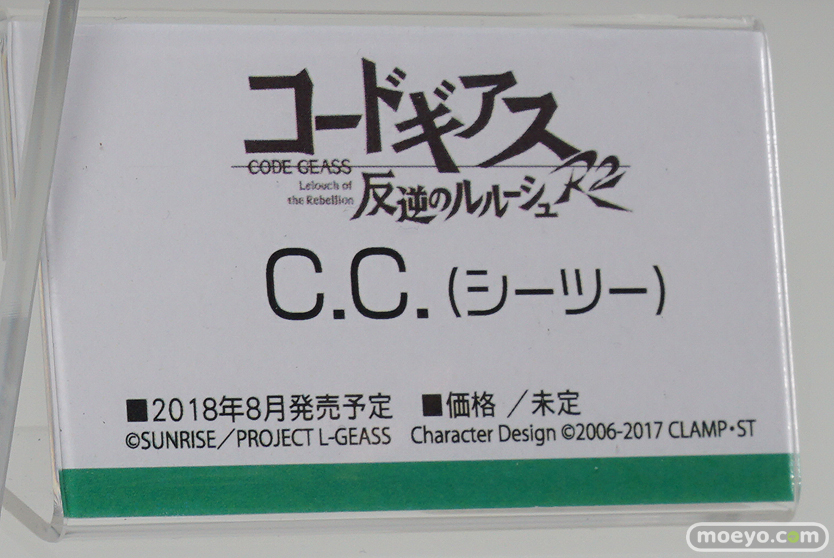 コードギアス
CODE GEASS
Lelouch of
the Rebellion
反逆のルルーシュ R2
C.C.(シーツー)
■2018年8月発売予定 ■価格／未定
©SUNRISE／PROJECT L-GEASS Character Design ©2006-2017 CLAMP・ST
moeyo.com